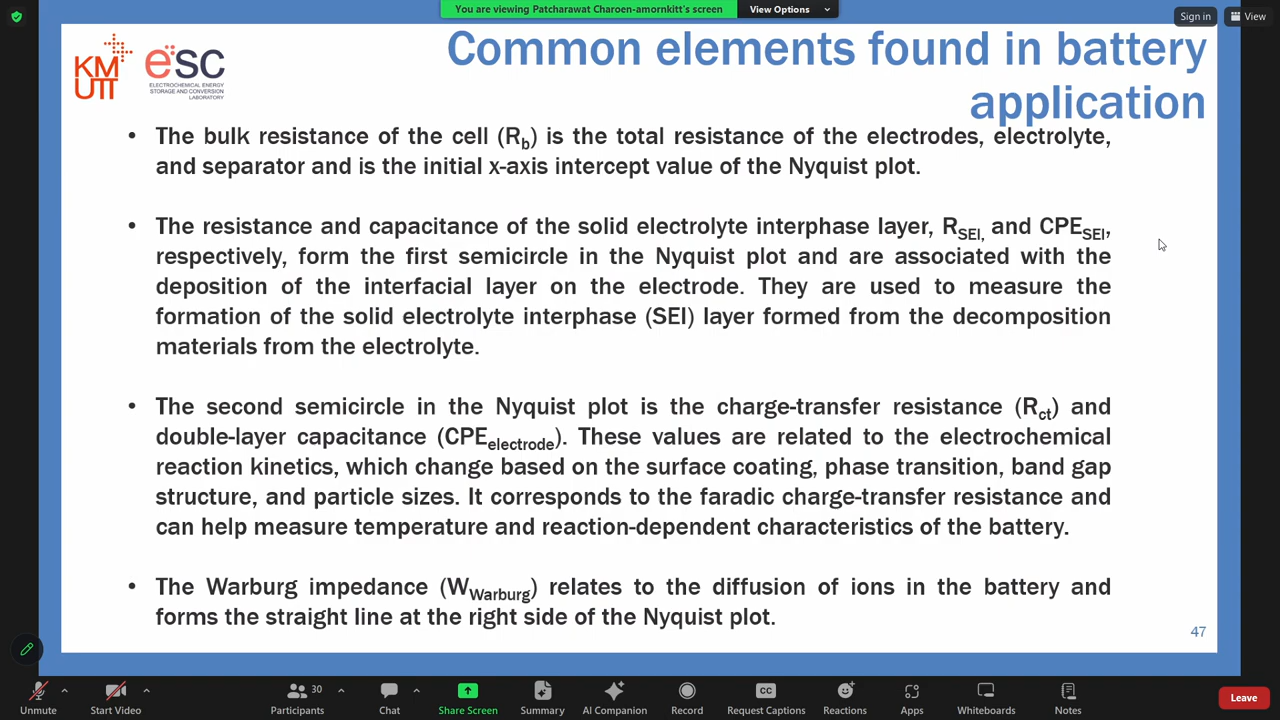 You are viewing Patcharawat Charoen-amornkitt's screen
View Options
Sign in
View
KM
UTT
esc
ELECTROCHEMICAL ENERGY
STORAGE AND CONVERSION
LABORATORY
Common elements found in battery
application
• The bulk resistance of the cell (Rb) is the total resistance of the electrodes, electrolyte,
and separator and is the initial x-axis intercept value of the Nyquist plot.
• The resistance and capacitance of the solid electrolyte interphase layer, RSEI, and CPESEI,
respectively, form the first semicircle in the Nyquist plot and are associated with the
deposition of the interfacial layer on the electrode. They are used to measure the
formation of the solid electrolyte interphase (SEI) layer formed from the decomposition
materials from the electrolyte.
• The second semicircle in the Nyquist plot is the charge-transfer resistance (Rct) and
double-layer capacitance (CPEelectrode). These values are related to the electrochemical
reaction kinetics, which change based on the surface coating, phase transition, band gap
structure, and particle sizes. It corresponds to the faradic charge-transfer resistance and
can help measure temperature and reaction-dependent characteristics of the battery.
• The Warburg impedance (WWarburg) relates to the diffusion of ions in the battery and
forms the straight line at the right side of the Nyquist plot.
47
Unmute
Start Video
Participants
30
Chat
Share Screen
Summary
AI Companion
Record
CC
Request Captions
Reactions
Apps
Whiteboards
Notes
Leave